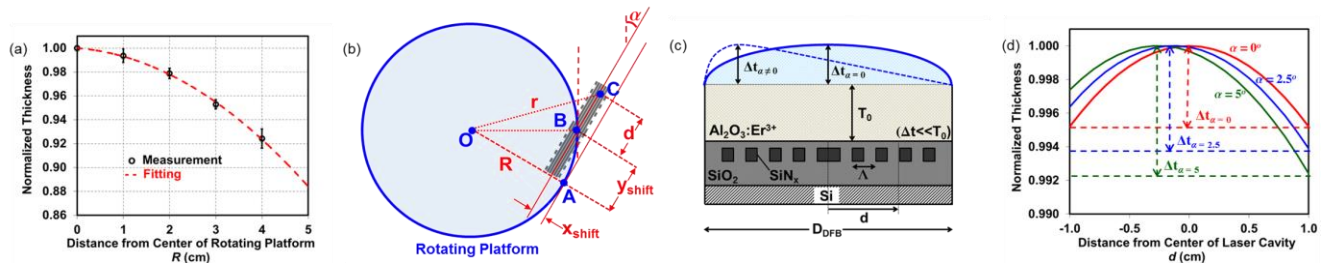 (a)
Normalized Thickness
1.00
0.98
0.96
0.94
0.92
0.90
0.88
0.86
Measurement
Fitting
0 1 2 3 4 5
Distance from Center of Rotating Platform
R (cm)
(b)
α
r
C
B
d
O
R
y_shift
A
x_shift
Rotating Platform
(c)
Δt_α≠0
Δt_α=0
T_0
Al₂O₃:Er³⁺
(Δt<<T_0)
SiO₂
SiN_x
Λ
Si
d
D_DFB
(d)
Normalized Thickness
1.000
0.998
0.996
0.994
0.992
0.990
α=0°
α=2.5°
α=5°
Δt_α=0
Δt_α=2.5
Δt_α=5
-1.0 -0.5 0.0 0.5 1.0
Distance from Center of Laser Cavity
d (cm)